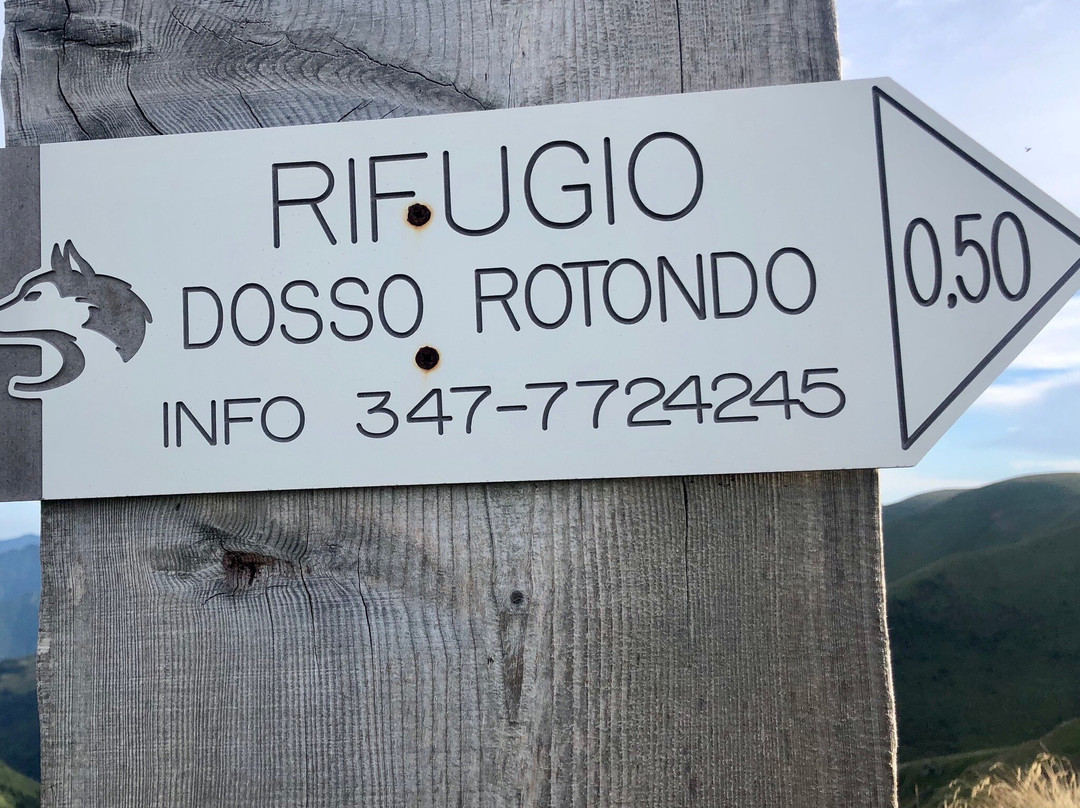 RIFUGIO
DOSSO ROTONDO
INFO 347-7724245
0,50